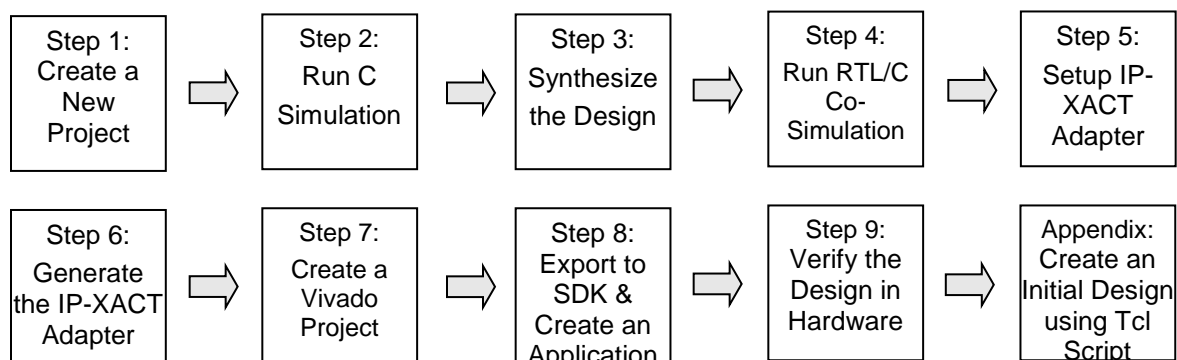 Step 1:
Create a
New
Project
Step 2:
Run C
Simulation
Step 3:
Synthesize
the Design
Step 4:
Run RTL/C
Co-
Simulation
Step 5:
Setup IP-
XACT
Adapter
Step 6:
Generate
the IP-XACT
Adapter
Step 7:
Create a
Vivado
Project
Step 8:
Export to
SDK &
Create an
Application
Step 9:
Verify the
Design in
Hardware
Appendix:
Create an
Initial Design
using Tcl
Script